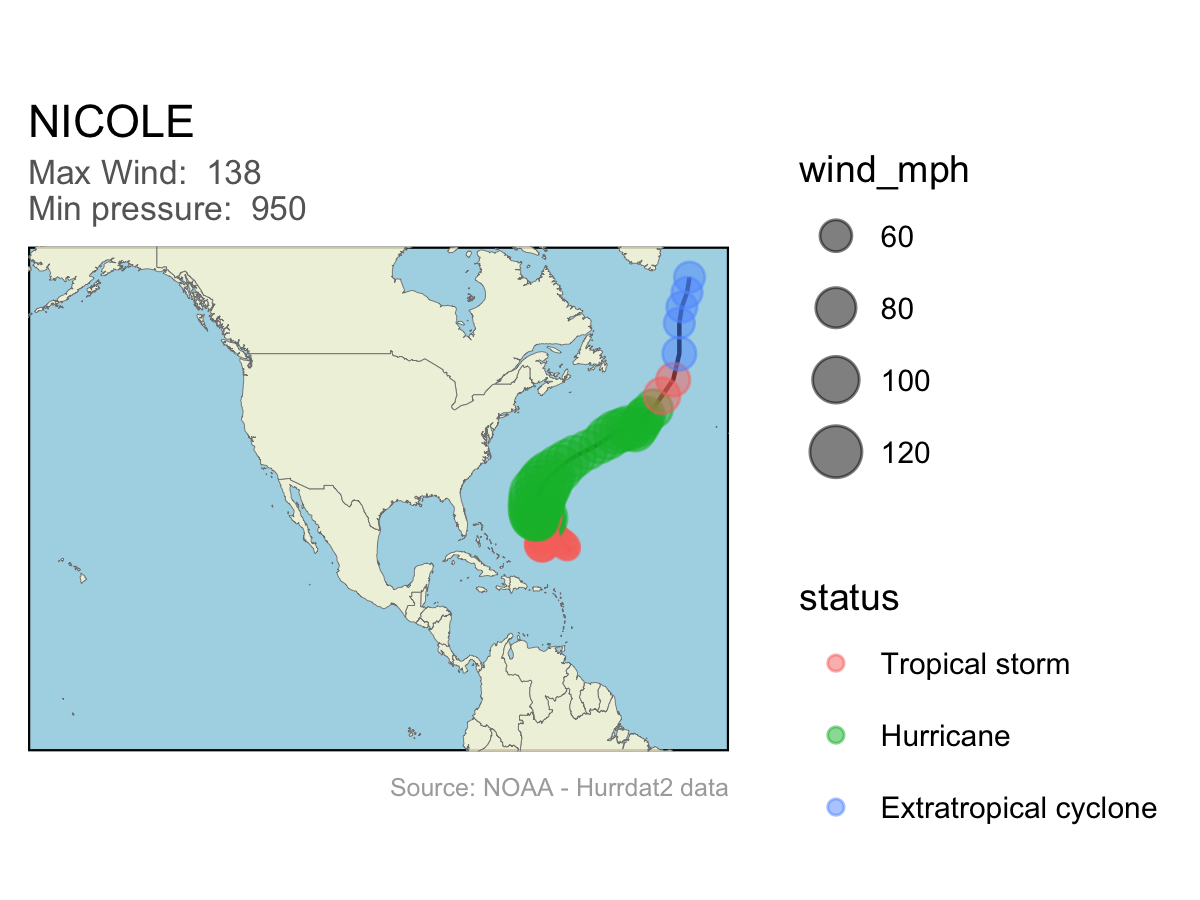 NICOLE
Max Wind:  138
Min pressure:  950
wind_mph
60
80
100
120
status
Tropical storm
Hurricane
Extratropical cyclone
Source: NOAA - Hurrdat2 data